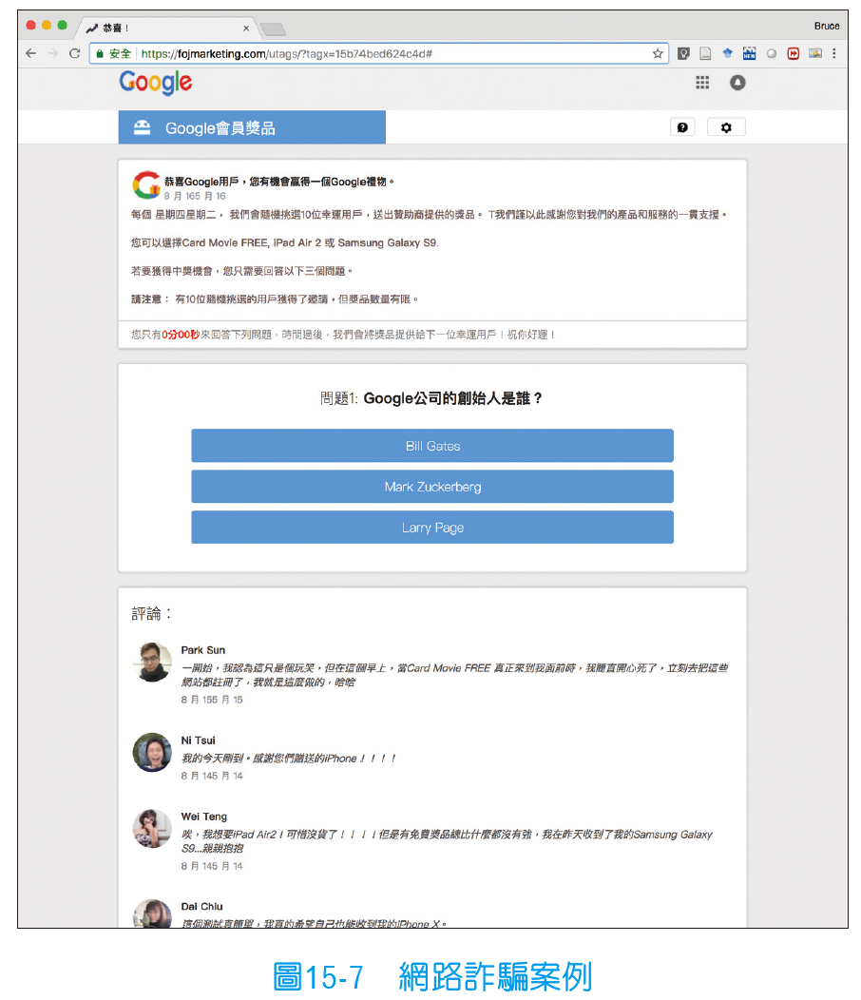 恭喜！
Bruce
安全 https://fojmarketing.com/utags/?tagx=15b74bed624c4d#
NEW
Google
Google會員獎品
恭喜Google用戶，您有機會贏得一個Google禮物。
8 月 165 月 16
每個 星期四星期二， 我們會隨機挑選10位幸運用戶，送出贊助商提供的獎品。 T我們謹以此感謝您對我們的產品和服務的一貫支援。
您可以選擇Card Movie FREE, iPad Air 2 或 Samsung Galaxy S9.
若要獲得中獎機會，您只需要回答以下三個問題。
請注意： 有10位隨機挑選的用戶獲得了邀請，但獎品數量有限。
您只有0分00秒來回答下列問題，時間過後，我們會將獎品提供給下一位幸運用戶！祝你好運！
問題1: Google公司的創始人是誰？
Bill Gates
Mark Zuckerberg
Larry Page
評論：
Park Sun
一開始，我認為這只是個玩笑，但在這個早上，當Card Movie FREE 真正來到我面前時，我簡直開心死了，立刻去把這些
網站都註冊了，我就是這麼做的，哈哈
8 月 155 月 15
Ni Tsui
我的今天剛到。感謝您們贈送的iPhone！！！！
8 月 145 月 14
Wei Teng
唉，我想要iPad Air2！可惜沒貨了！！！！但是有免費獎品總比什麼都沒有強，我在昨天收到了我的Samsung Galaxy
S9...親親抱抱
8 月 145 月 14
Dai Chiu
這個測試真簡單，我真的希望自己也能收到我的iPhone X。
圖15-7 網路詐騙案例